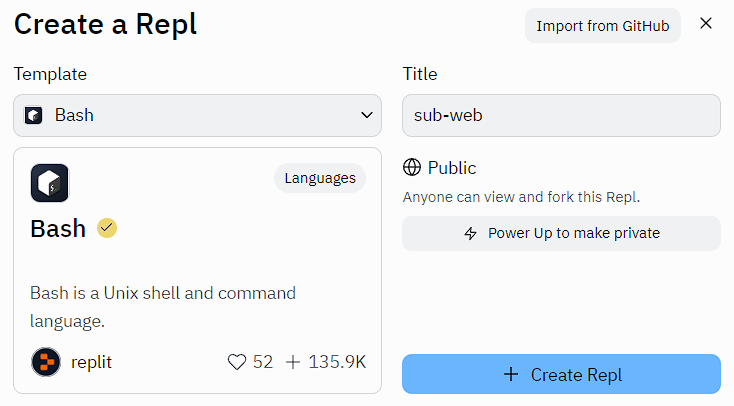 Create a Repl
Import from GitHub
Template
Bash
Languages
Bash
Bash is a Unix shell and command
language.
replit
52
135.9K
Title
sub-web
Public
Anyone can view and fork this Repl.
Power Up to make private
Create Repl